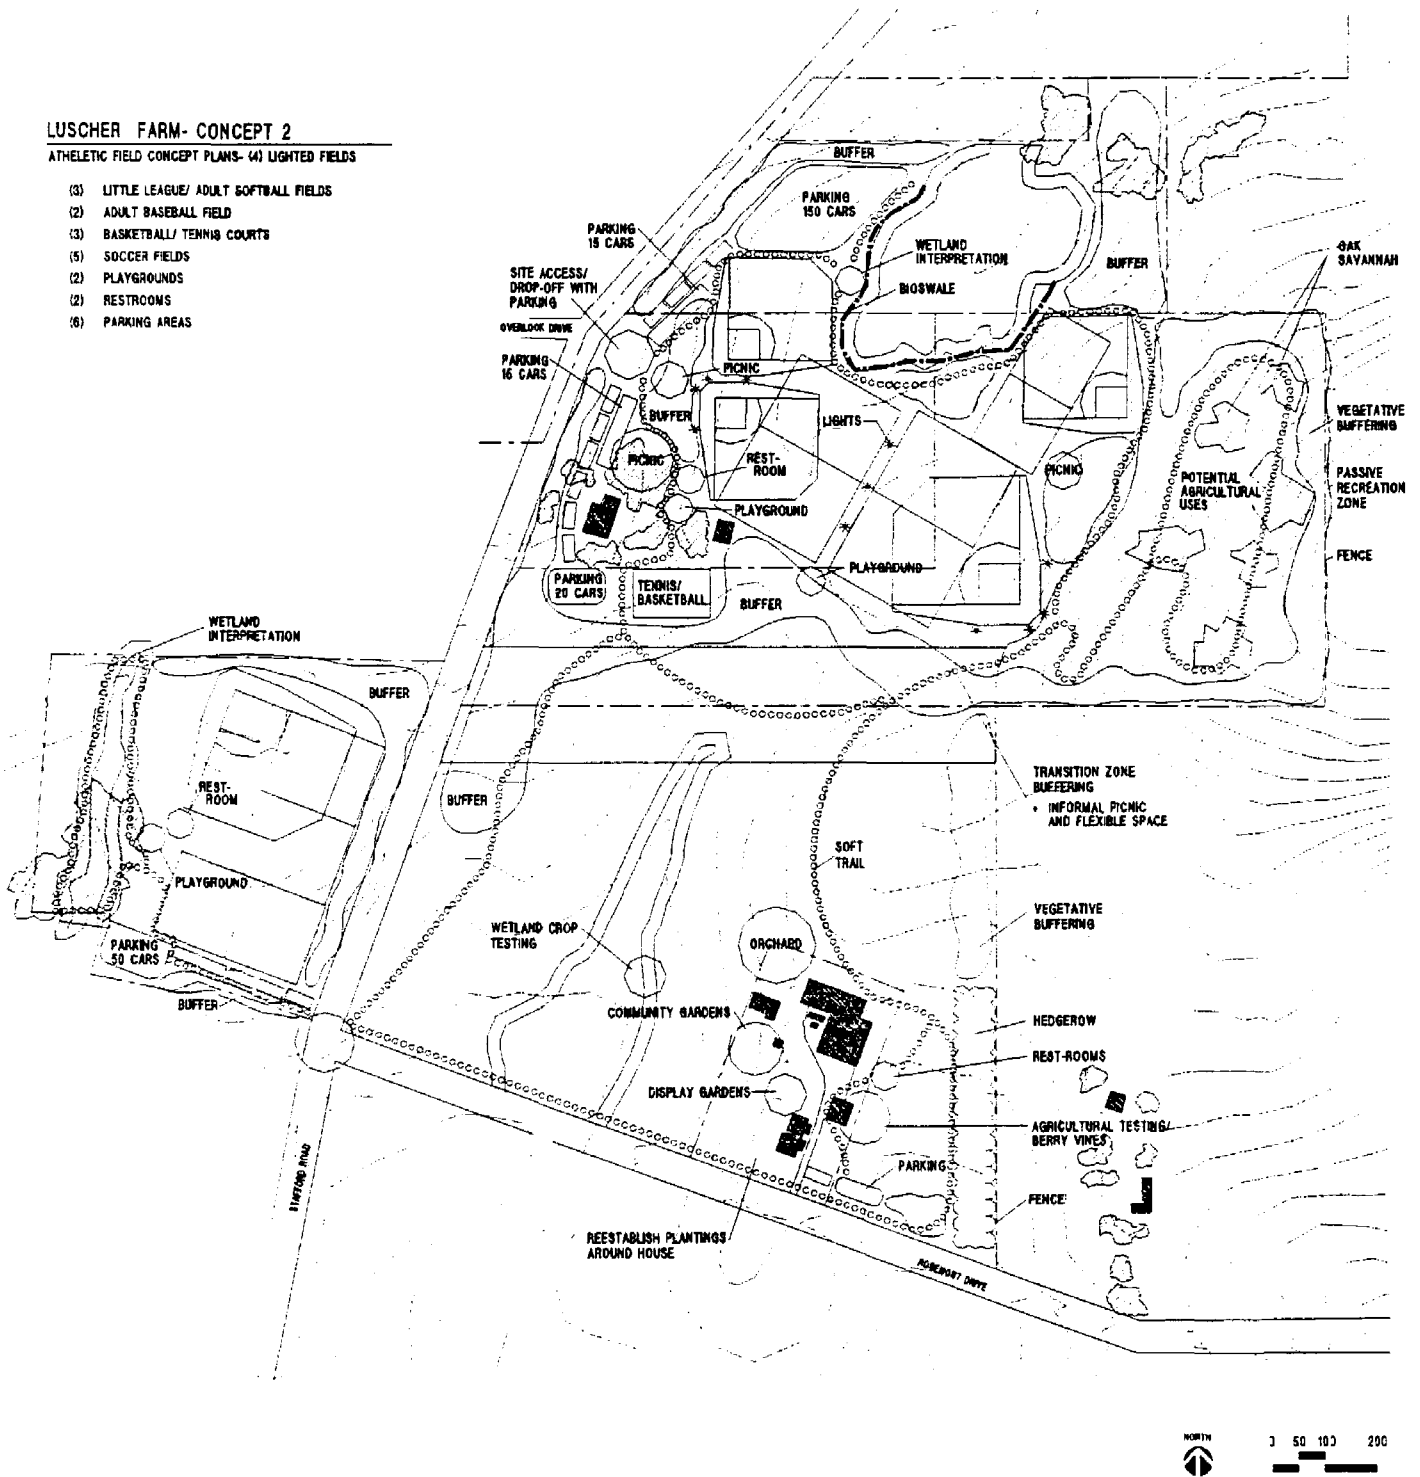 LUSCHER FARM- CONCEPT 2
ATHELETIC FIELD CONCEPT PLANS- (4) LIGHTED FIELDS
(3) LITTLE LEAGUE/ ADULT SOFTBALL FIELDS
(2) ADULT BASEBALL FIELD
(3) BASKETBALL/ TENNIS COURTS
(5) SOCCER FIELDS
(2) PLAYGROUNDS
(2) RESTROOMS
(6) PARKING AREAS
BUFFER
PARKING
150 CARS
PARKING
15 CARS
WETLAND
INTERPRETATION
BUFFER
OAK
SAVANNAH
SITE ACCESS/
DROP-OFF WITH
PARKING
BIOSWALE
OVERLOOK DRIVE
PARKING
16 CARS
PICNIC
BUFFER
LIGHTS
VEGETATIVE
BUFFERING
PICNIC
REST-
ROOM
PICNIC
POTENTIAL
AGRICULTURAL
USES
PASSIVE
RECREATION
ZONE
PLAYGROUND
FENCE
PLAYGROUND
PARKING
20 CARS
TENNIS/
BASKETBALL
BUFFER
WETLAND
INTERPRETATION
BUFFER
REST-
ROOM
BUFFER
TRANSITION ZONE
BUFFERING
+ INFORMAL PICNIC
AND FLEXIBLE SPACE
SOFT
TRAIL
PLAYGROUND
VEGETATIVE
BUFFERING
WETLAND CROP
TESTING
ORCHARD
PARKING
50 CARS
BUFFER
COMMUNITY GARDENS
HEDGEROW
REST-ROOMS
DISPLAY GARDENS
AGRICULTURAL TESTING/
BERRY VINES
PARKING
STAFFORD ROAD
FENCE
REESTABLISH PLANTINGS
AROUND HOUSE
ROSEMONT DRIVE
NORTH
50 100 200